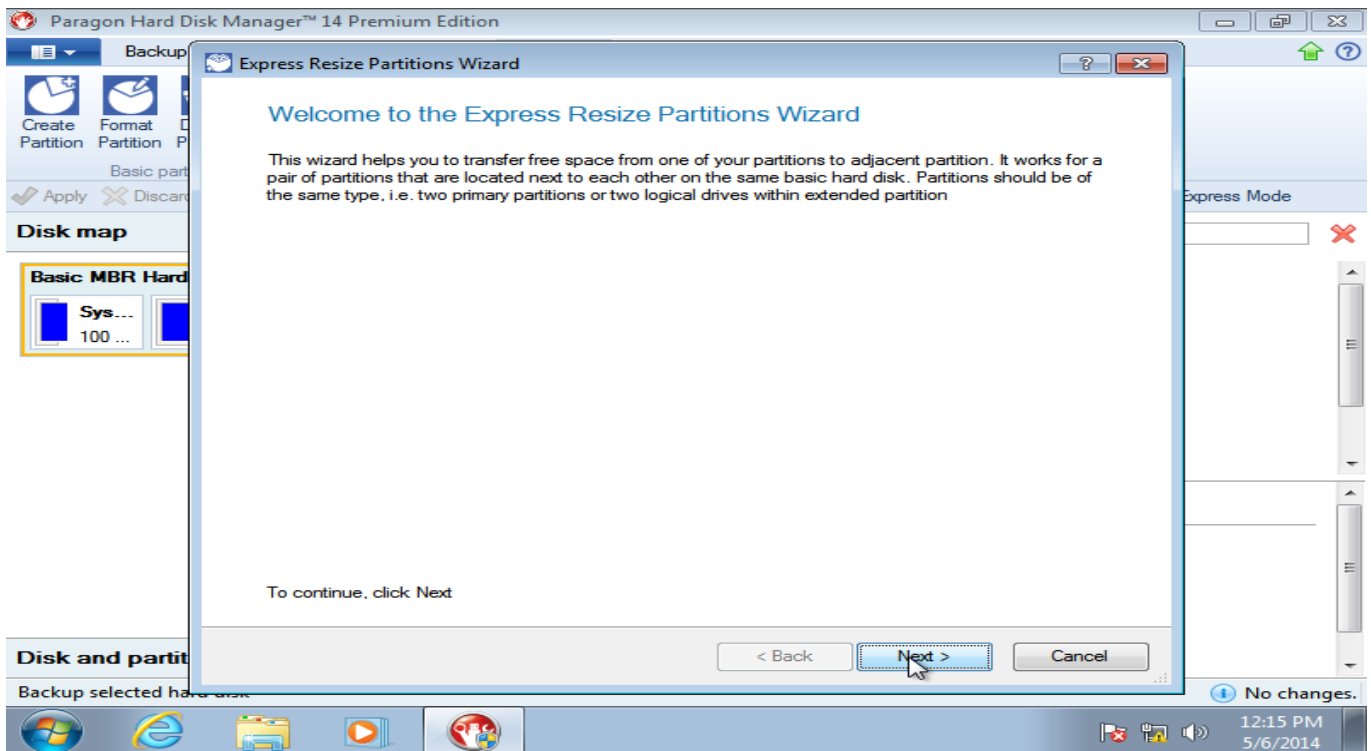 Paragon Hard Disk Manager™ 14 Premium Edition
Backup
Express Resize Partitions Wizard
Welcome to the Express Resize Partitions Wizard
This wizard helps you to transfer free space from one of your partitions to adjacent partition. It works for a
pair of partitions that are located next to each other on the same basic hard disk. Partitions should be of
the same type, i.e. two primary partitions or two logical drives within extended partition
Create Partition
Format Partition
Basic part
Apply Discard
Express Mode
Disk map
Basic MBR Hard
Sys...
100 ...
To continue, click Next
< Back Next > Cancel
Disk and partit
Backup selected hard disk
No changes.
12:15 PM
5/6/2014